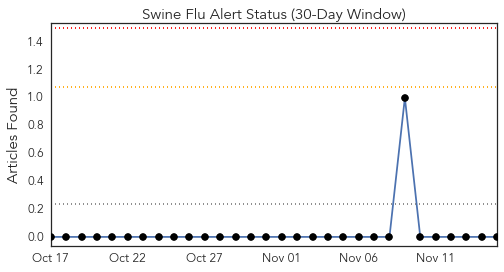 Swine Flu Alert Status (30-Day Window)
Articles Found
1.4
1.2
1.0
0.8
0.6
0.4
0.2
0.0
Oct 17 Oct 22 Oct 27 Nov 01 Nov 06 Nov 11